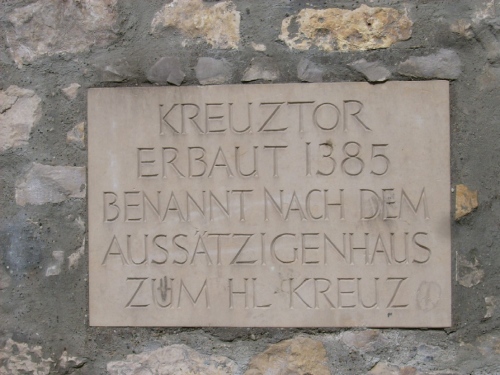 KREUZTOR
ERBAUT 1385
BENANNT NACH DEM
AUSSÄTZIGENHAUS
ZUM HL·KREUZ